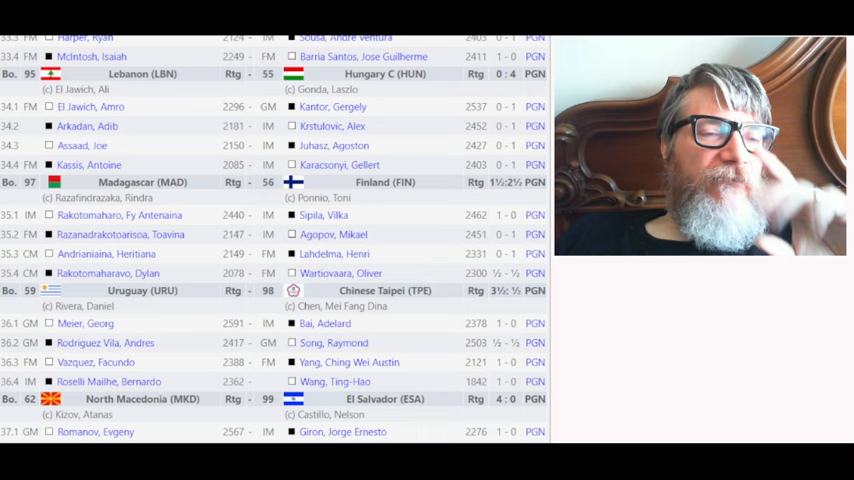 33.3 FM Harper, Ryan 2124 - IM Sousa, Andre Ventura 2403 0 - 1 PGN
33.4 FM McIntosh, Isaiah 2249 - FM Barria Santos, Jose Guilherme 2411 1 - 0 PGN
Bo. 95 Lebanon (LBN) Rtg - 55 Hungary C (HUN) Rtg 0 : 4 PGN
(c) El Jawich, Ali (c) Gonda, Laszlo
34.1 FM El Jawich, Amro 2296 - GM Kantor, Gergely 2537 0 - 1 PGN
34.2 Arkadan, Adib 2181 - IM Krstulovic, Alex 2452 0 - 1 PGN
34.3 Assaad, Joe 2150 - IM Juhasz, Agoston 2427 0 - 1 PGN
34.4 FM Kassis, Antoine 2085 - IM Karacsonyi, Gellert 2403 0 - 1 PGN
Bo. 97 Madagascar (MAD) Rtg - 56 Finland (FIN) Rtg 1½:2½ PGN
(c) Razafindrazaka, Rindra (c) Ponnio, Toni
35.1 IM Rakotomaharo, Fy Antenaina 2440 - IM Sipila, Vilka 2462 1 - 0 PGN
35.2 FM Razanadrakotoarisoa, Toavina 2147 - IM Agopov, Mikael 2451 0 - 1 PGN
35.3 CM Andrianiaina, Heritiana 2149 - FM Lahdelma, Henri 2331 0 - 1 PGN
35.4 CM Rakotomaharavo, Dylan 2078 - FM Wartiovaara, Oliver 2300 ½ - ½ PGN
Bo. 59 Uruguay (URU) Rtg - 98 Chinese Taipei (TPE) Rtg 3½: ½ PGN
(c) Rivera, Daniel (c) Chen, Mei Fang Dina
36.1 GM Meier, Georg 2591 - IM Bai, Adelard 2378 1 - 0 PGN
36.2 GM Rodriguez Vila, Andres 2417 - GM Song, Raymond 2503 ½ - ½ PGN
36.3 FM Vazquez, Facundo 2388 - FM Yang, Ching Wei Austin 2121 1 - 0 PGN
36.4 IM Roselli Mailhe, Bernardo 2362 - Wang, Ting-Hao 1842 1 - 0 PGN
Bo. 62 North Macedonia (MKD) Rtg - 99 El Salvador (ESA) Rtg 4 : 0 PGN
(c) Kizov, Atanas (c) Castillo, Nelson
37.1 GM Romanov, Evgeny 2567 - IM Giron, Jorge Ernesto 2276 1 - 0 PGN